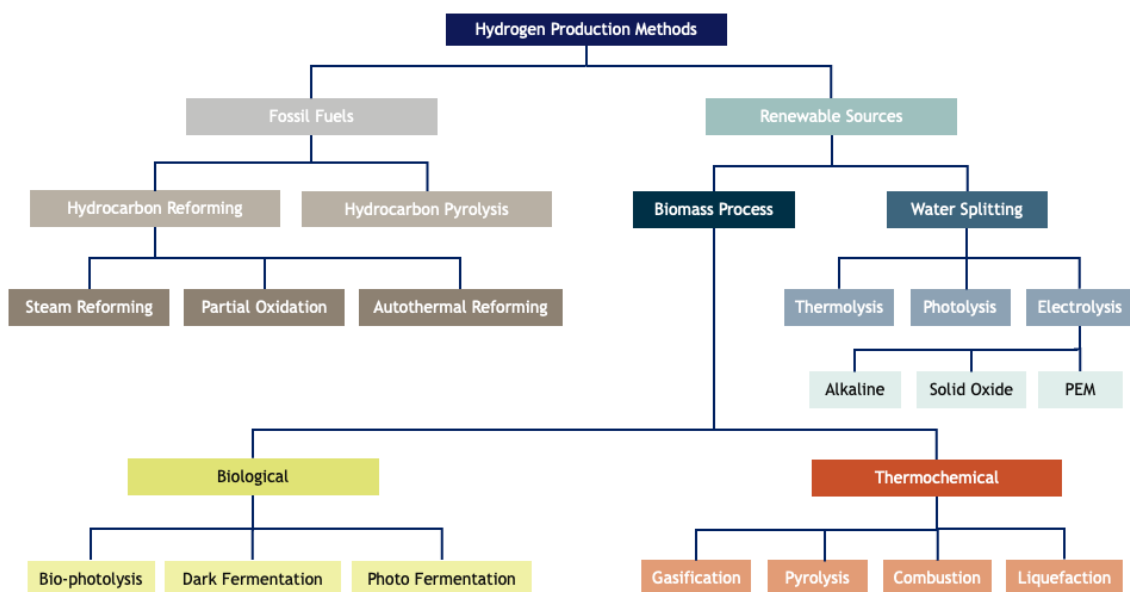 Hydrogen Production Methods
Fossil Fuels
Renewable Sources
Hydrocarbon Reforming
Hydrocarbon Pyrolysis
Biomass Process
Water Splitting
Steam Reforming
Partial Oxidation
Autothermal Reforming
Thermolysis
Photolysis
Electrolysis
Alkaline
Solid Oxide
PEM
Biological
Thermochemical
Bio-photolysis
Dark Fermentation
Photo Fermentation
Gasification
Pyrolysis
Combustion
Liquefaction